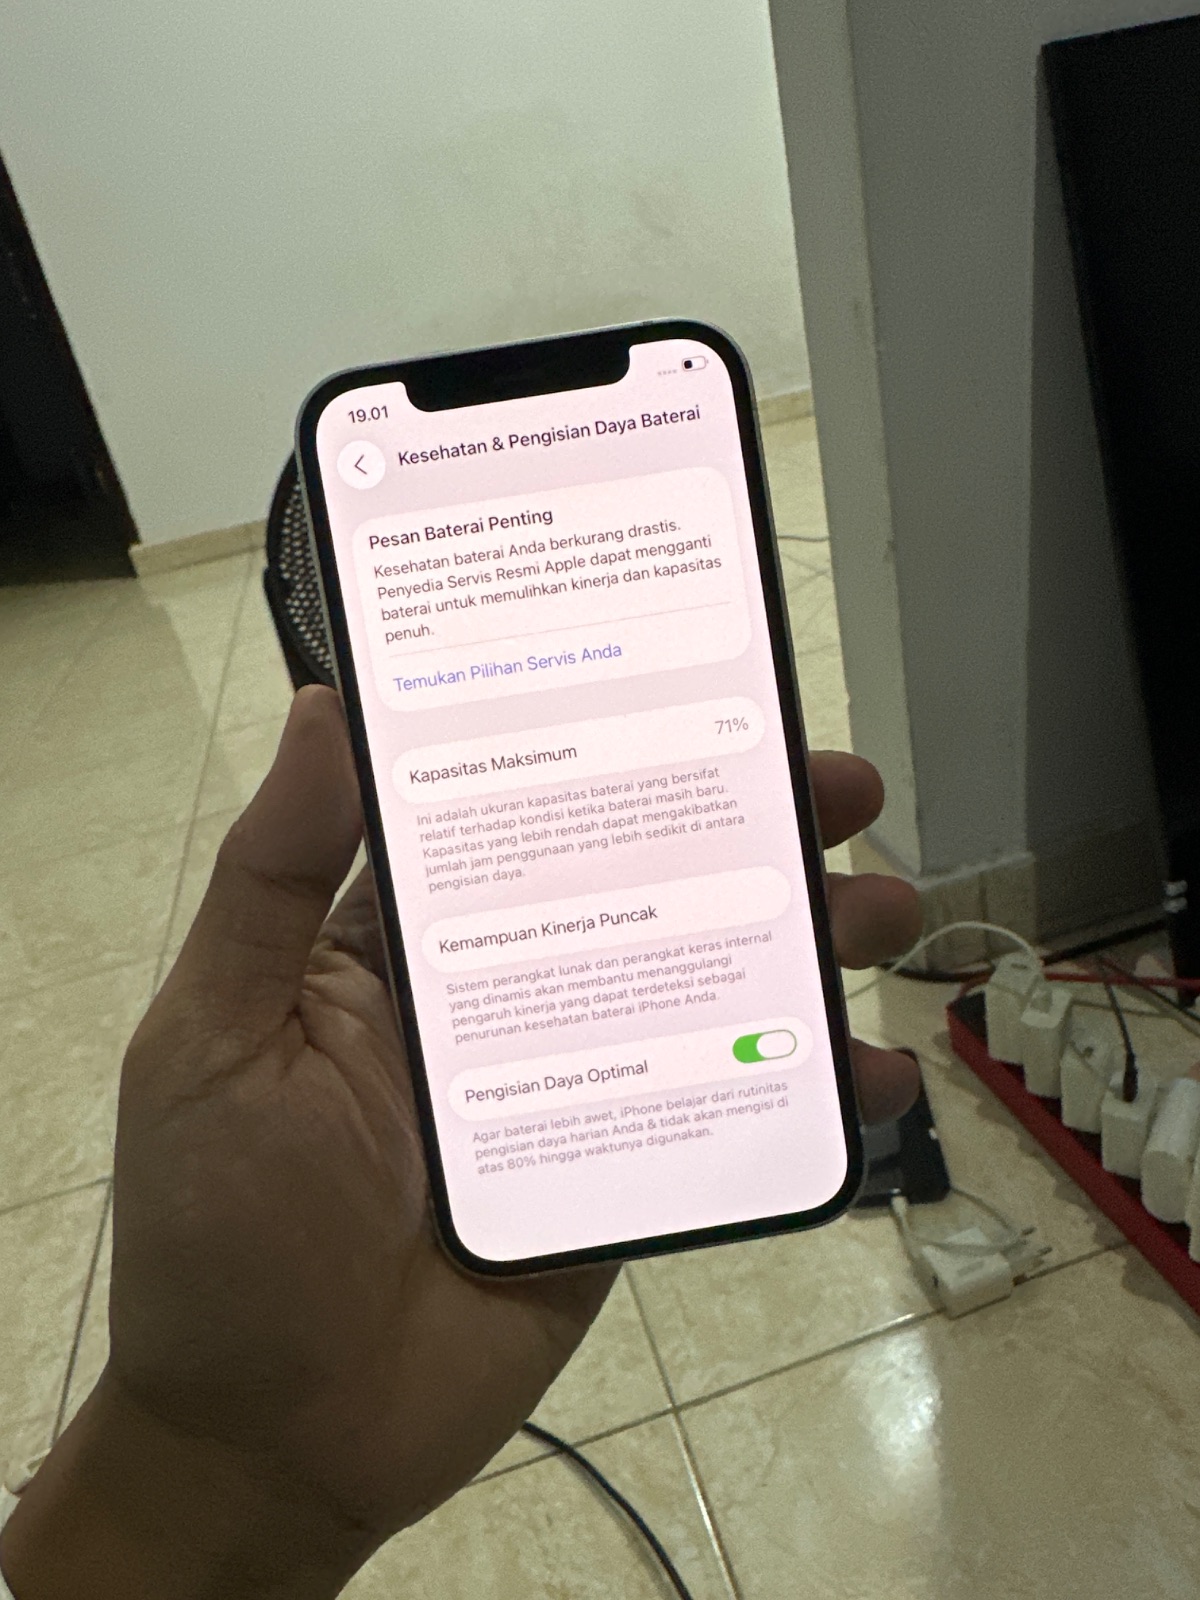 19.01
Kesehatan & Pengisian Daya Baterai
Pesan Baterai Penting
Kesehatan baterai Anda berkurang drastis.
Penyedia Servis Resmi Apple dapat mengganti
baterai untuk memulihkan kinerja dan kapasitas
penuh.
Temukan Pilihan Servis Anda
Kapasitas Maksimum 71%
Ini adalah ukuran kapasitas baterai yang bersifat
relatif terhadap kondisi ketika baterai masih baru.
Kapasitas yang lebih rendah dapat mengakibatkan
jumlah jam penggunaan yang lebih sedikit di antara
pengisian daya.
Kemampuan Kinerja Puncak
Sistem perangkat lunak dan perangkat keras internal
yang dinamis akan membantu menanggulangi
pengaruh kinerja yang dapat terdeteksi sebagai
penurunan kesehatan baterai iPhone Anda.
Pengisian Daya Optimal
Agar baterai lebih awet, iPhone belajar dari rutinitas
pengisian daya harian Anda & tidak akan mengisi di
atas 80% hingga waktunya digunakan.